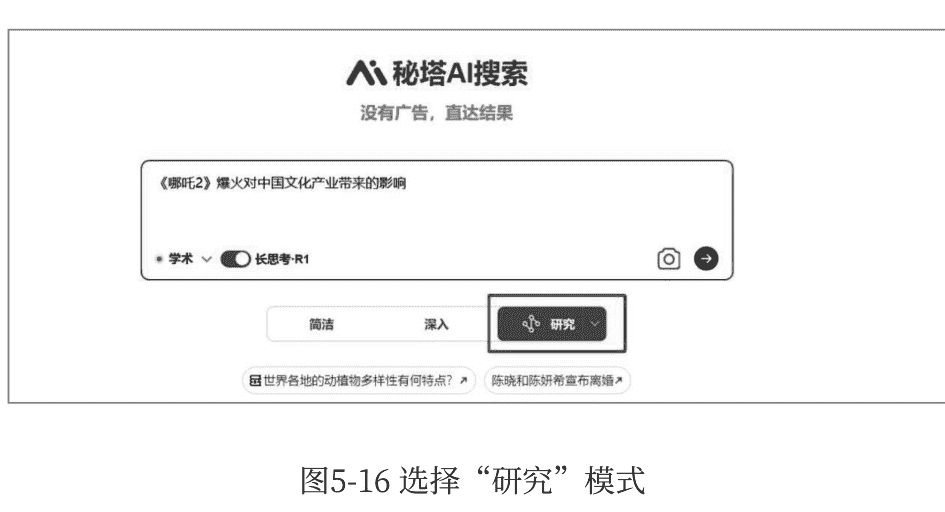 秘塔AI搜索
没有广告，直达结果
《哪吒2》爆火对中国文化产业带来的影响
学术 长思考·R1
简洁 深入 研究
世界各地的动植物多样性有何特点？ 陈晓和陈妍希宣布离婚
图5-16 选择“研究”模式